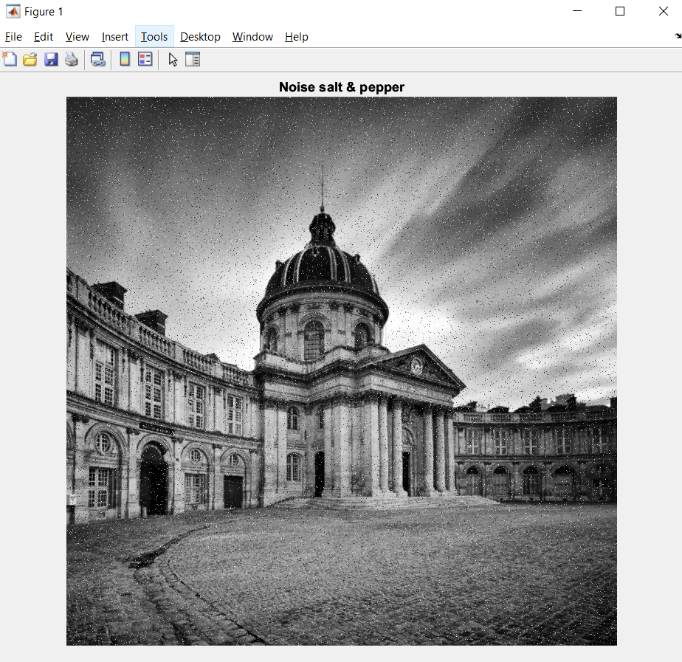 Figure 1
File Edit View Insert Tools Desktop Window Help
Noise salt & pepper